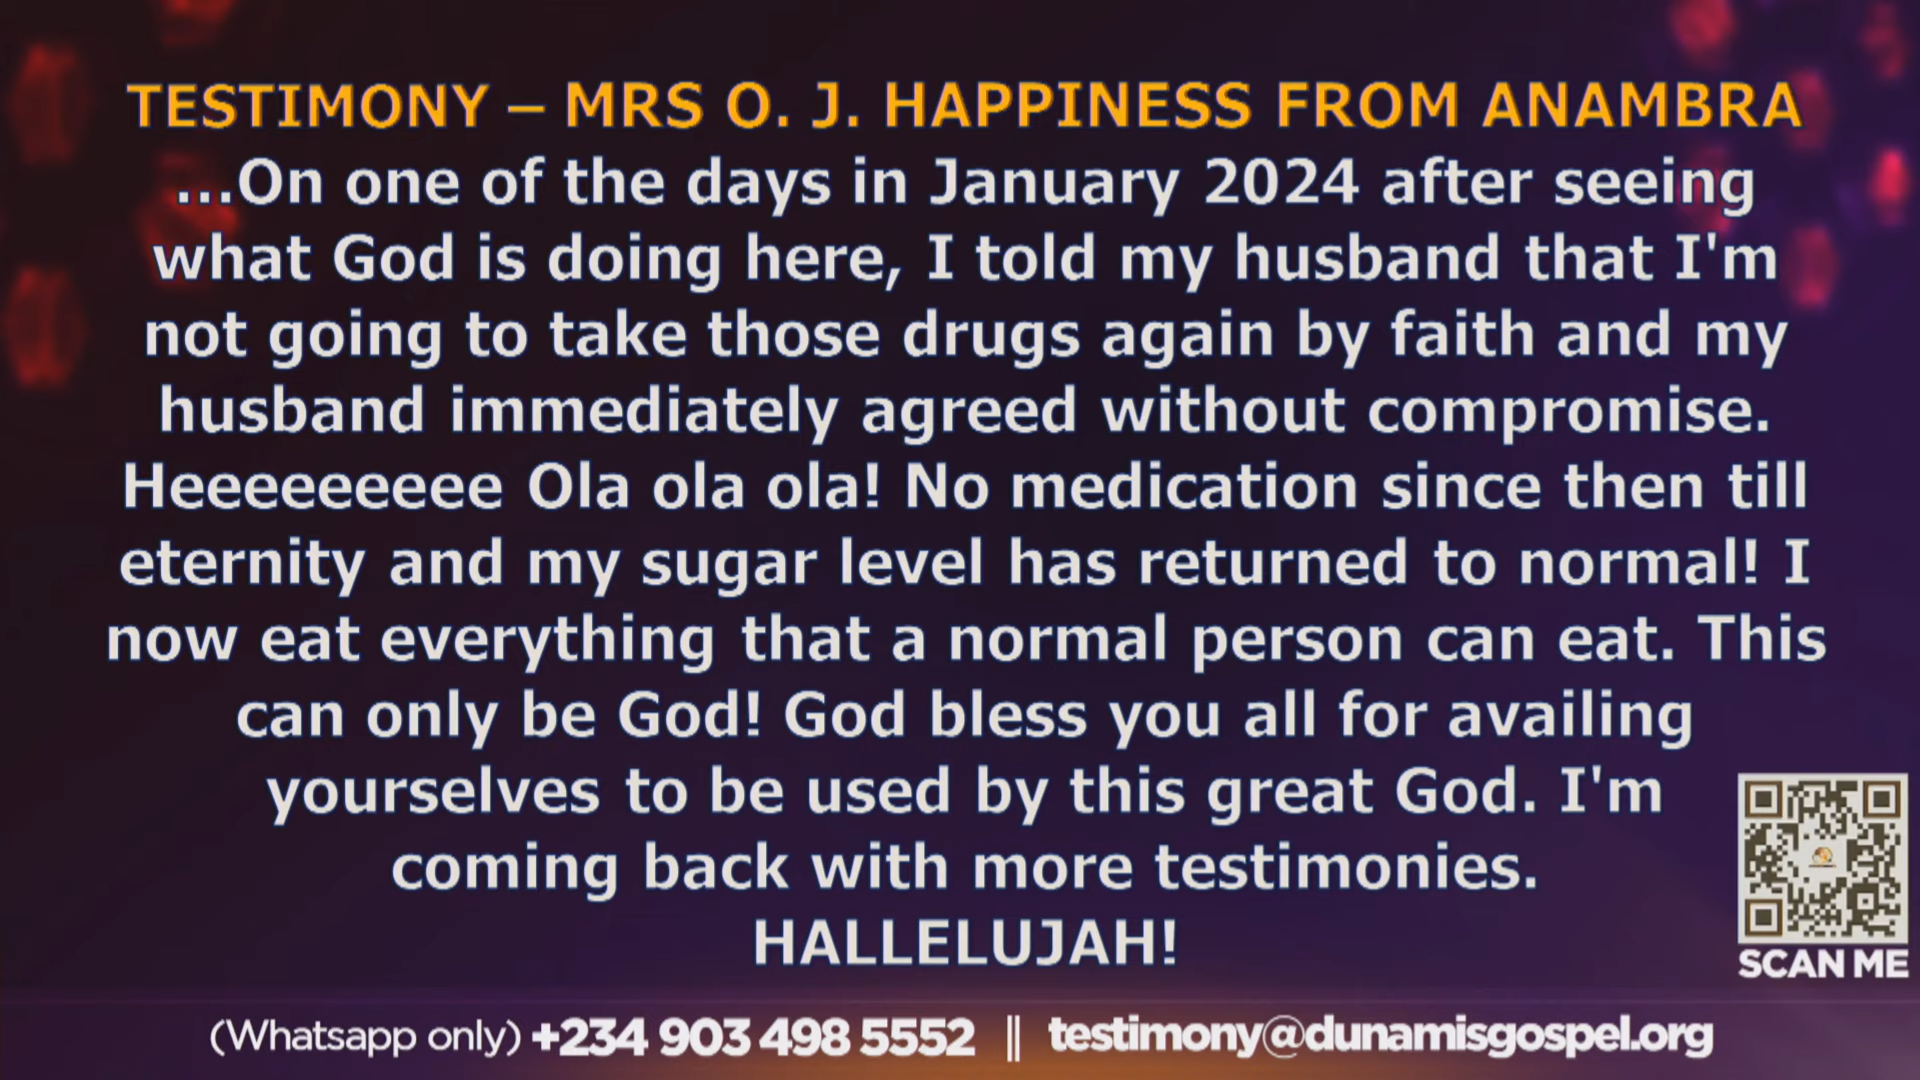 TESTIMONY – MRS O. J. HAPPINESS FROM ANAMBRA
...On one of the days in January 2024 after seeing
what God is doing here, I told my husband that I'm
not going to take those drugs again by faith and my
husband immediately agreed without compromise.
Heeeeeeeee Ola ola ola! No medication since then till
eternity and my sugar level has returned to normal! I
now eat everything that a normal person can eat. This
can only be God! God bless you all for availing
yourselves to be used by this great God. I'm
coming back with more testimonies.
HALLELUJAH!
SCAN ME
(Whatsapp only) +234 903 498 5552 || testimony@dunamisgospel.org